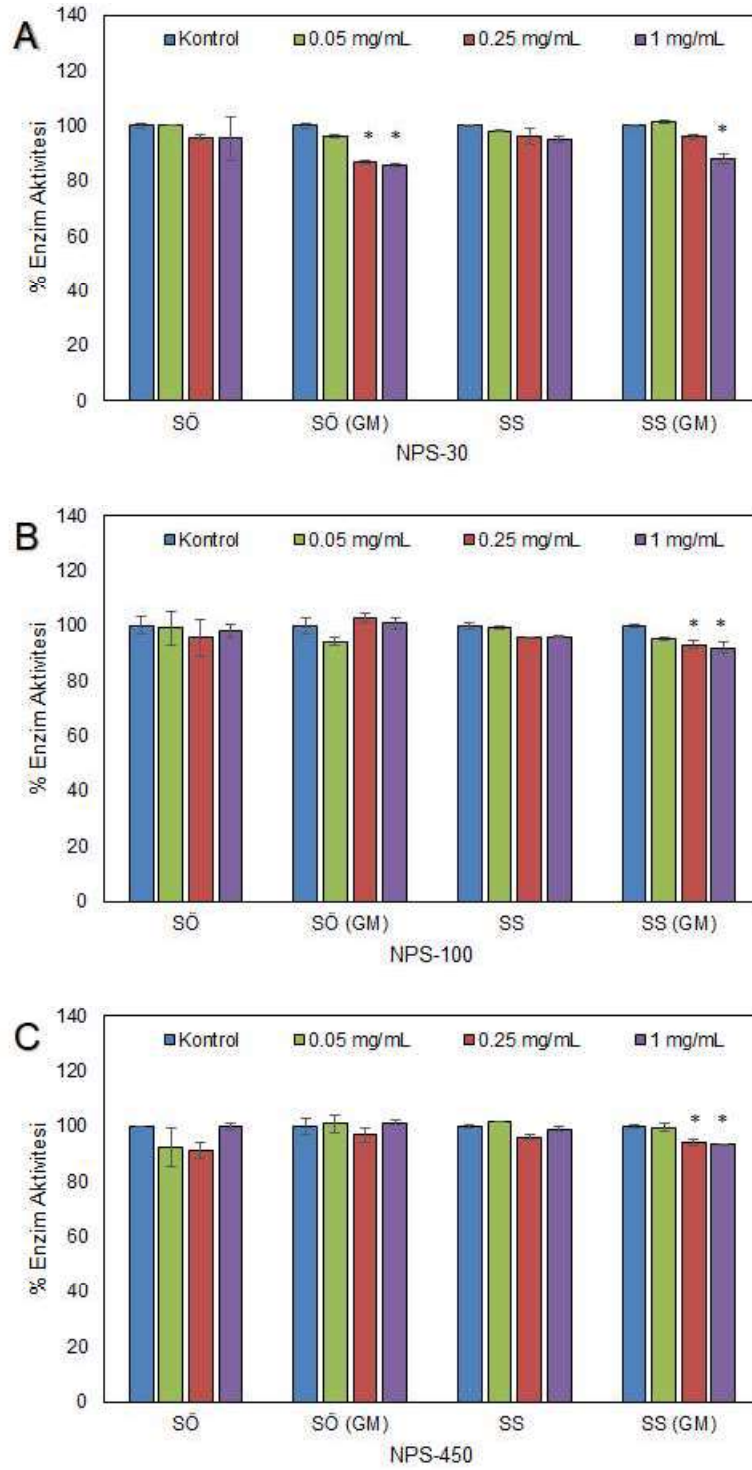 A
140
Kontrol 0.05 mg/mL 0.25 mg/mL 1 mg/mL
120
100
* * *
80
60
40
20
0
% Enzim Aktivitesi
SÖ SÖ (GM) SS SS (GM)
NPS-30
B
140
Kontrol 0.05 mg/mL 0.25 mg/mL 1 mg/mL
120
100
* *
80
60
40
20
0
% Enzim Aktivitesi
SÖ SÖ (GM) SS SS (GM)
NPS-100
C
140
Kontrol 0.05 mg/mL 0.25 mg/mL 1 mg/mL
120
100
* *
80
60
40
20
0
% Enzim Aktivitesi
SÖ SÖ (GM) SS SS (GM)
NPS-450